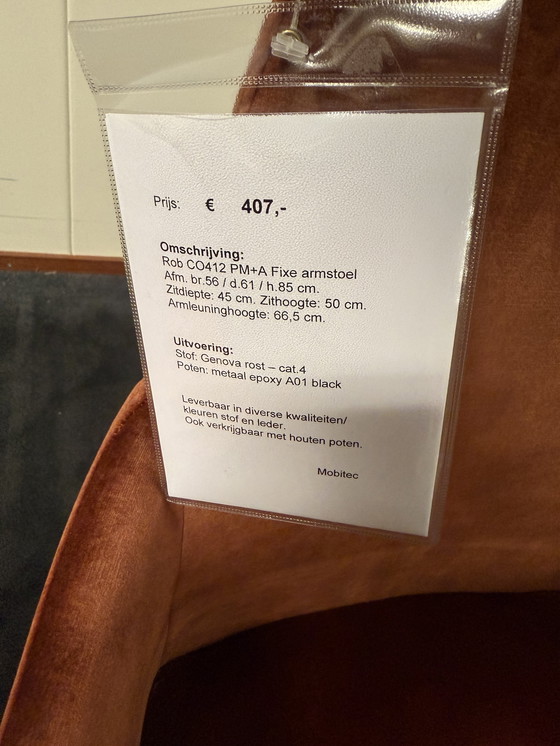 Prijs: € 407,-
Omschrijving:
Rob CO412 PM+A Fixe armstoel
Afm. br.56 / d.61 / h.85 cm.
Zitdiepte: 45 cm. Zithoogte: 50 cm.
Armleuninghoogte: 66,5 cm.
Uitvoering:
Stof: Genova rost – cat.4
Poten: metaal epoxy A01 black
Leverbaar in diverse kwaliteiten/
kleuren stof en leder.
Ook verkrijgbaar met houten poten.
Mobitec